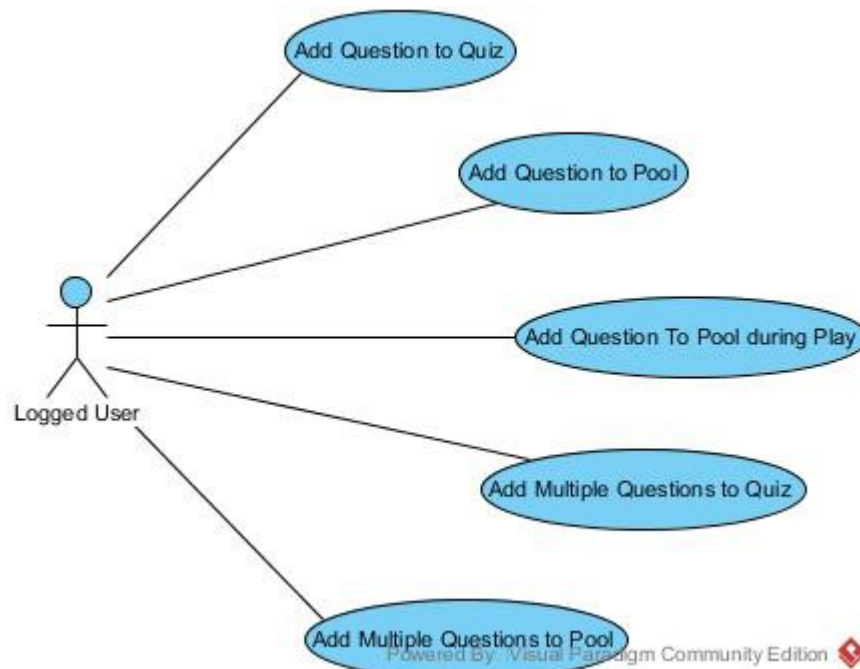 Add Question to Quiz
Add Question to Pool
Add Question To Pool during Play
Logged User
Add Multiple Questions to Quiz
Add Multiple Questions to Pool
Powered By Visual Paradigm Community Edition